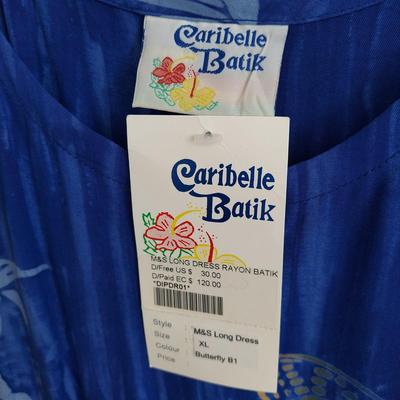 Caribelle
Batik
Caribelle
Batik
M&S LONG DRESS RAYON BATIK
D/Free US $ 30.00
D/Paid EC $ 120.00
*DIPDR01*
Style : M&S Long Dress
Size : XL
Colour : Butterfly B1
Price :